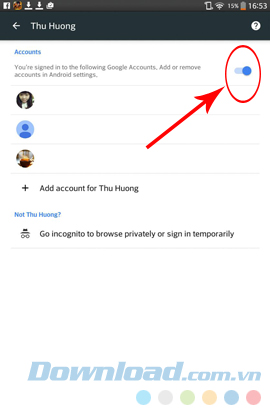 15% 16:53
Thu Huong
Accounts
You're signed in to the following Google Accounts. Add or remove
accounts in Android settings.
Add account for Thu Huong
Not Thu Huong?
Go incognito to browse privately or sign in temporarily
Download.com.vn